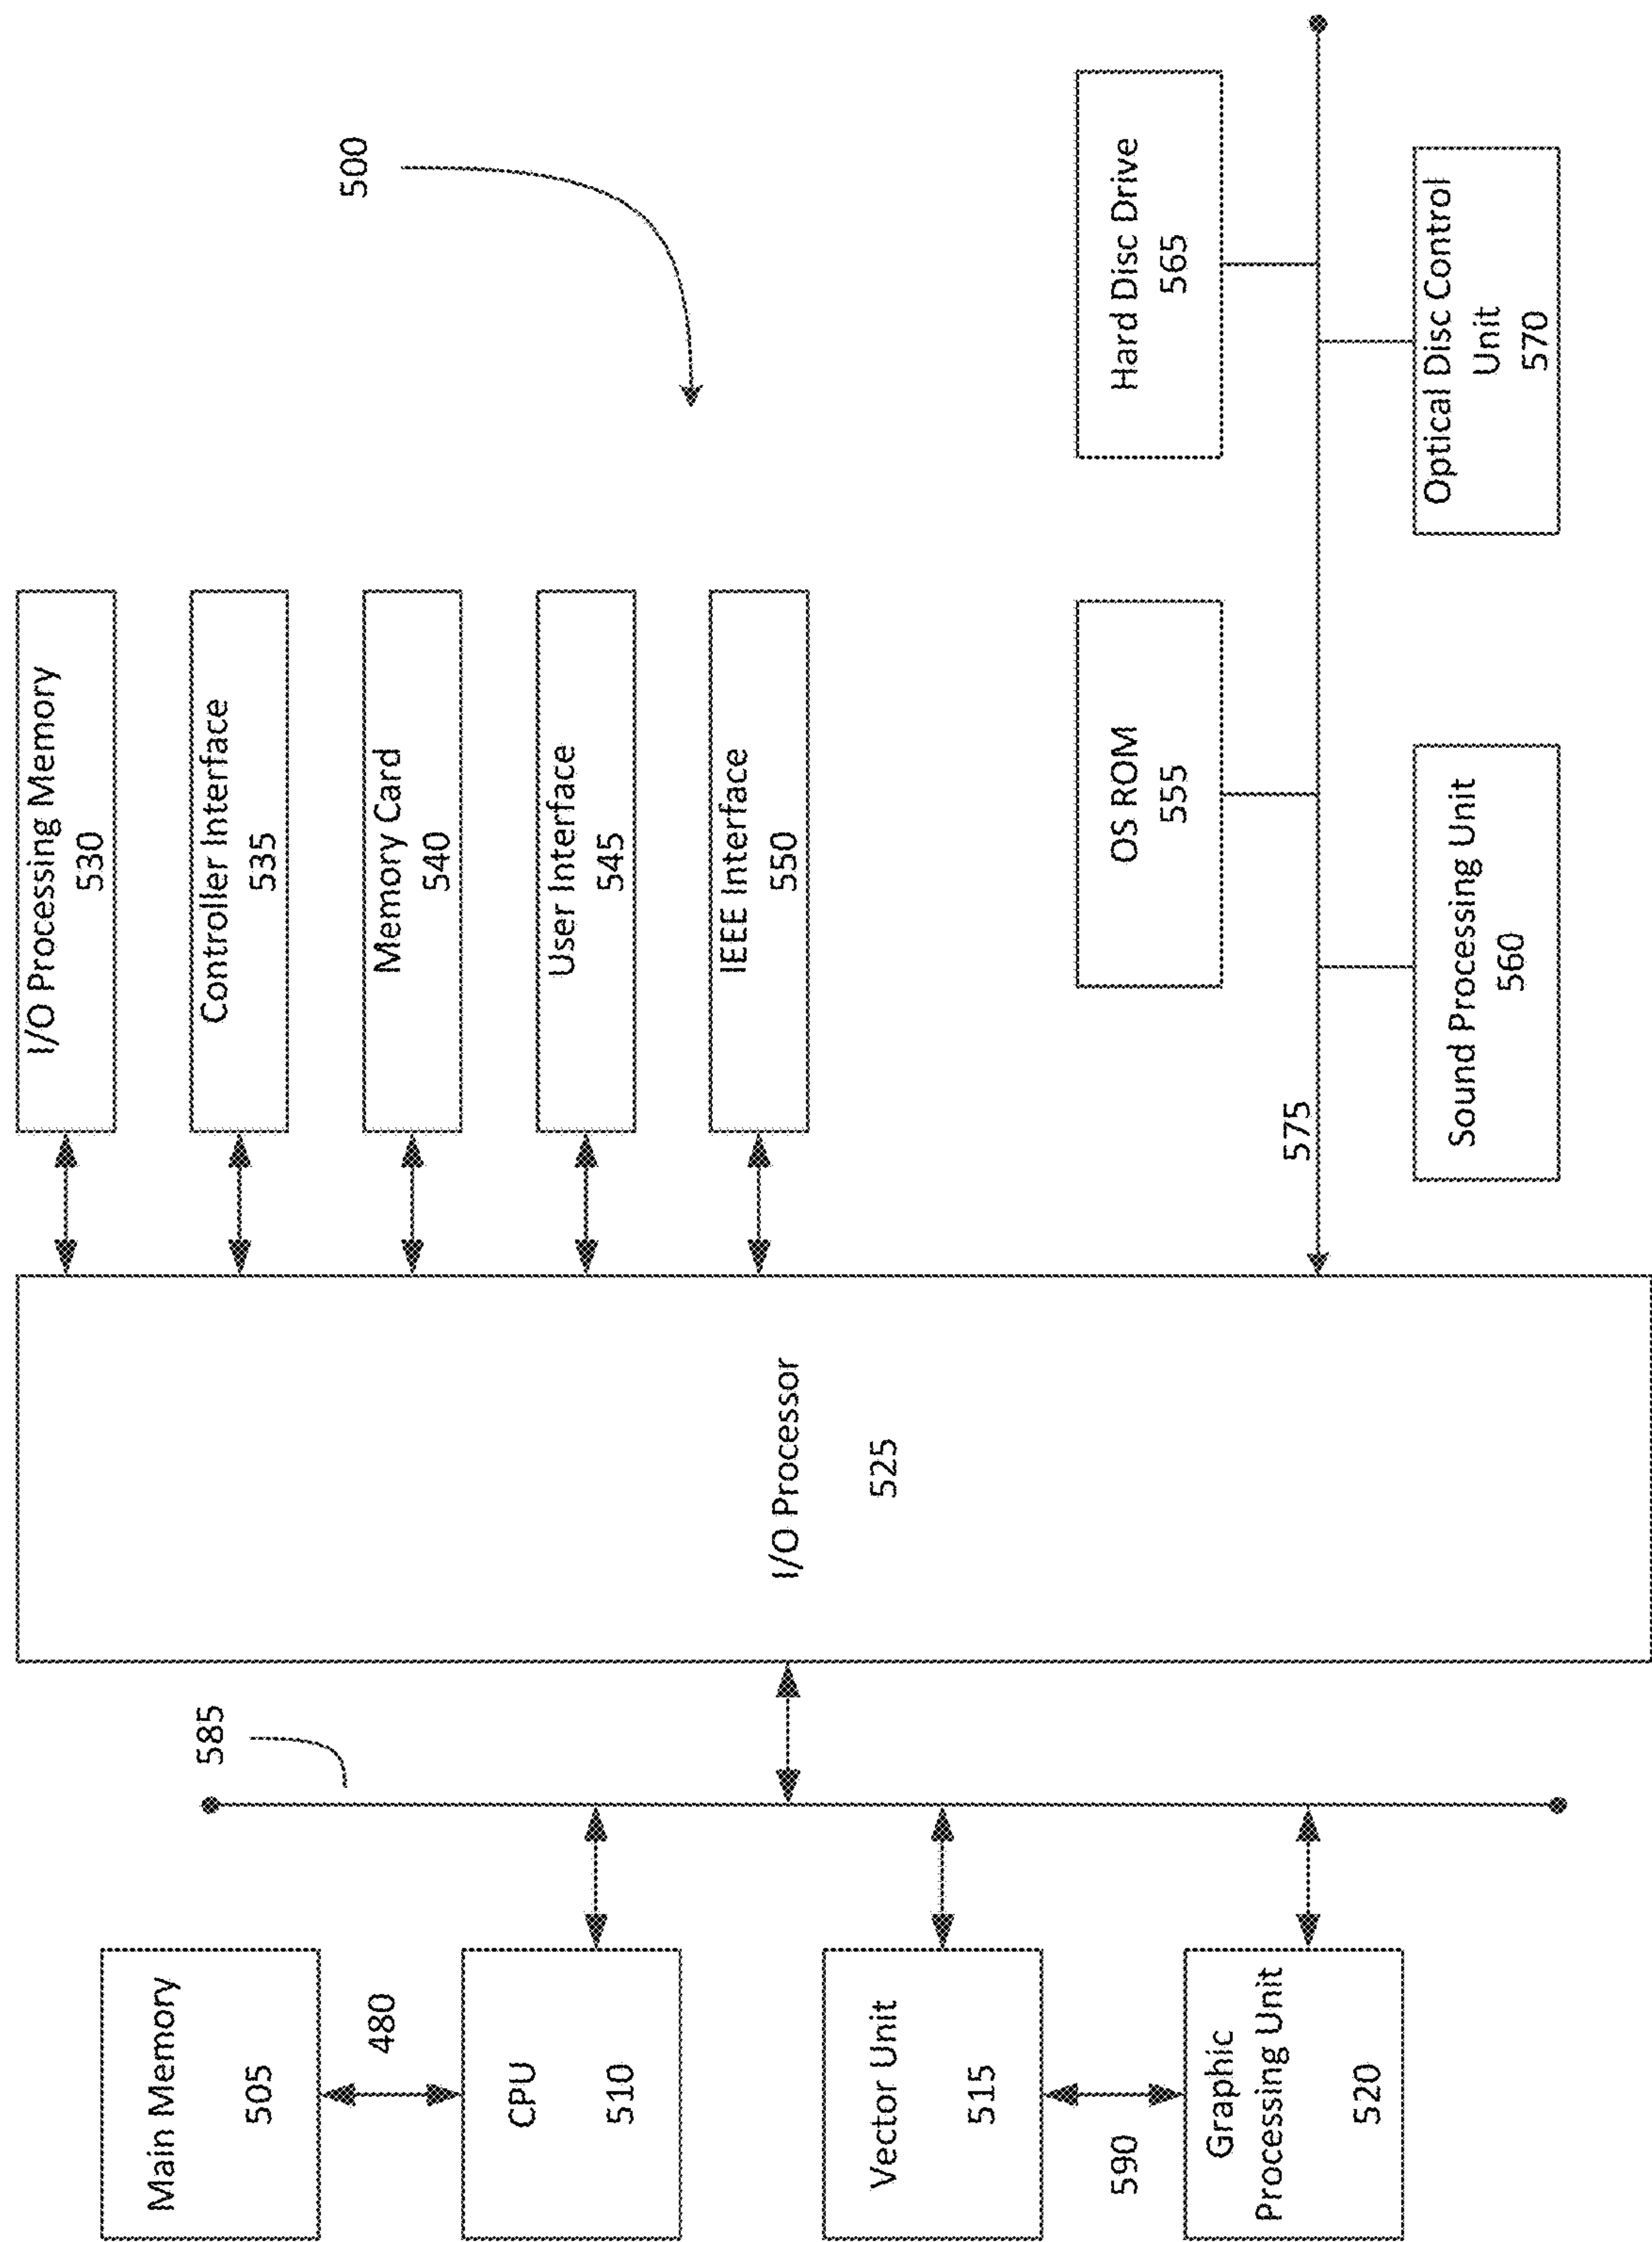 Main Memory
505
480
CPU
510
Vector Unit
515
590
Graphic
Processing Unit
520
585
I/O Processor
525
I/O Processing Memory
530
Controller Interface
535
Memory Card
540
User Interface
545
IEEE Interface
550
500
575
OS ROM
555
Sound Processing Unit
560
Hard Disc Drive
565
Optical Disc Control
Unit
570